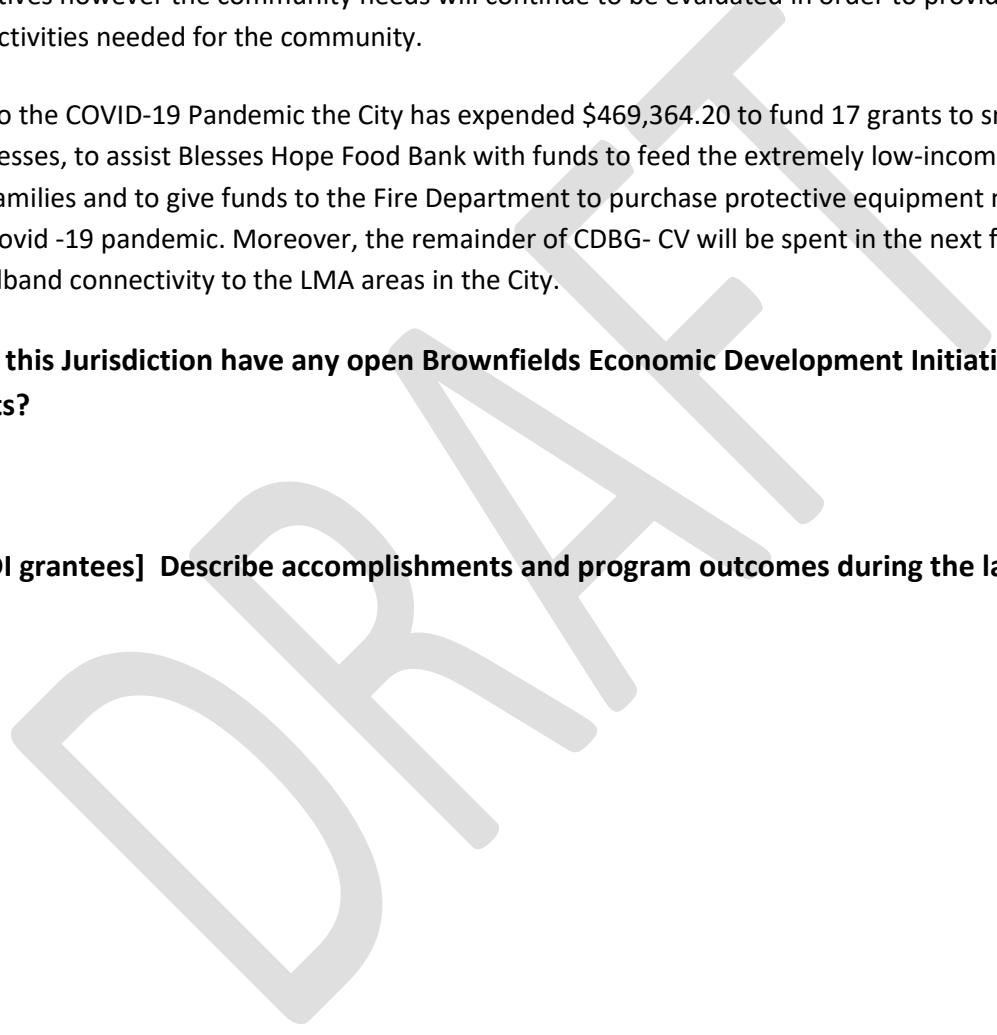 tives however the community needs will continue to be evaluated in order to provid
ctivities needed for the community.
o the COVID-19 Pandemic the City has expended $469,364.20 to fund 17 grants to sm
esses, to assist Blesses Hope Food Bank with funds to feed the extremely low-incom
amilies and to give funds to the Fire Department to purchase protective equipment
ovid -19 pandemic. Moreover, the remainder of CDBG- CV will be spent in the next f
lband connectivity to the LMA areas in the City.
this Jurisdiction have any open Brownfields Economic Development Initiati
ts?
DI grantees] Describe accomplishments and program outcomes during the la
DRAFT